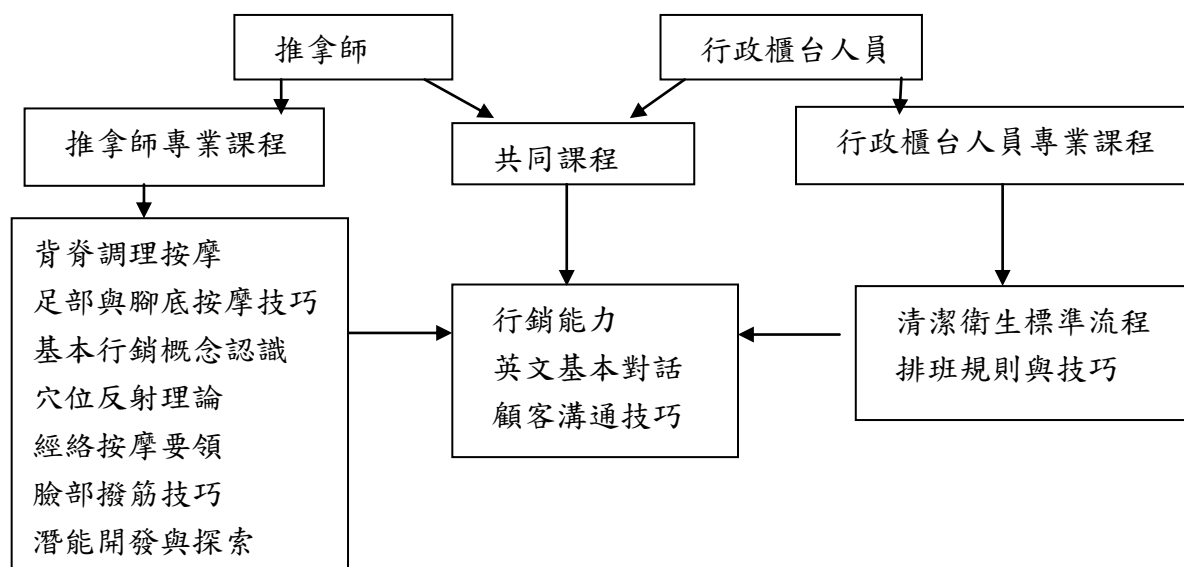 推拿師
行政櫃台人員
推拿師專業課程
共同課程
行政櫃台人員專業課程
背脊調理按摩
足部與腳底按摩技巧
基本行銷概念認識
穴位反射理論
經絡按摩要領
臉部撥筋技巧
潛能開發與探索
行銷能力
英文基本對話
顧客溝通技巧
清潔衛生標準流程
排班規則與技巧